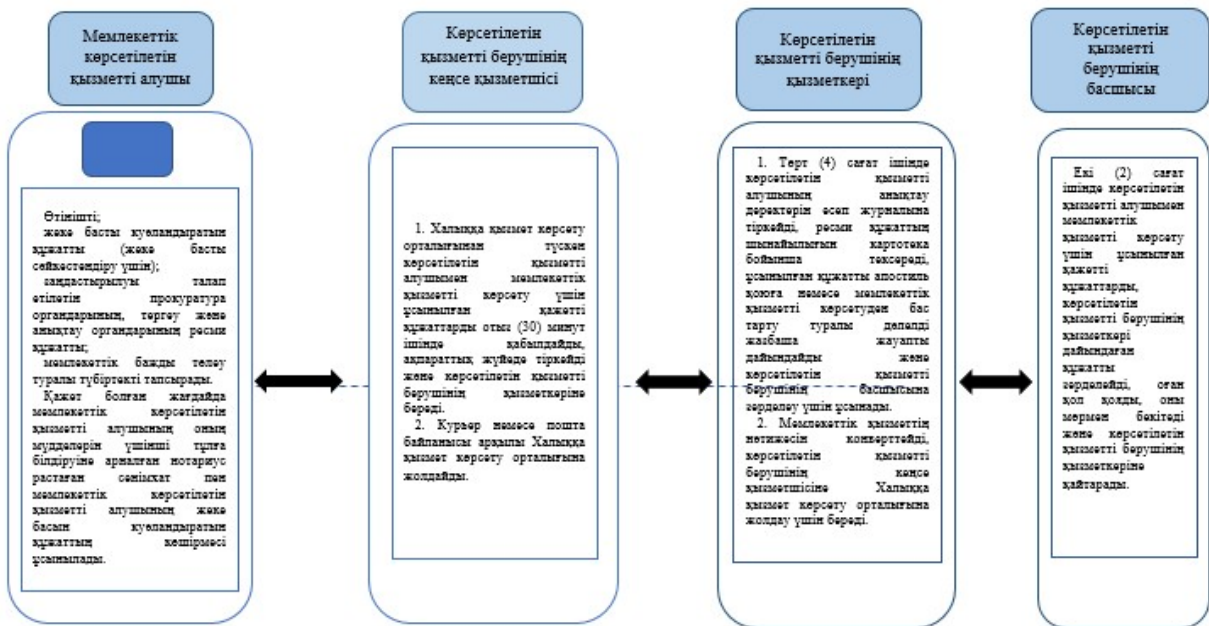 Мемлекеттік
көрсетілетін
қызметті алушы
Көрсетілетін
қызметті берушінің
кеңсе қызметшісі
Көрсетілетін
қызметті берушінің
қызметкері
Көрсетілетін
қызметті
берушінің
басшысы
Өтінішті;
жеке басты куәландыратын
құжатты (жеке басты
сәйкестендіру үшін);
заңдастырылуы талап
етілетін прокуратура
органдарының, тергеу және
анықтау органдарының ресми
құжатты;
мемлекеттік бажды төлеу
туралы түбіртекті тапсырады.
Қажет болған жағдайда
мемлекеттік көрсетілетін
қызметті алушының оның
мүдделерін үшінші тұлға
білдіруіне арналған нотариус
растаған сенімхат пен
мемлекеттік көрсетілетін
қызметті алушының жеке
басын куәландыратын
құжаттың көшірмесі
ұсынылады.
1. Халыққа қызмет көрсету
орталығынан түскен
көрсетілетін қызметті
алушымен мемлекеттік
қызметті көрсету үшін
ұсынылған қажетті
құжаттарды отыз (30) минут
ішінде қабылдайды,
ақпараттық жүйеде тіркейді
және көрсетілетін қызметті
берушінің қызметкеріне
береді.
2. Курьер немесе пошта
байланысы арқылы Халыққа
қызмет көрсету орталығына
жолдайды.
1. Төрт (4) сағат ішінде
көрсетілетін қызметті
алушының анықтау
деректерін есеп журналына
тіркейді, ресми құжаттың
шынайылығын картотека
бойынша тексереді,
ұсынылған құжатты апостиль
қоюға немесе мемлекеттік
қызметті көрсетуден бас
тарту туралы дәлелді
жазбаша жауапты
дайындайды және
көрсетілетін қызметті
берушінің басшысына
зерделеу үшін ұсынады.
2. Мемлекеттік қызметтің
нәтижесін конверттейді,
көрсетілетін қызметті
берушінің кеңсе
қызметшісіне Халыққа
қызмет көрсету орталығына
жолдау үшін береді.
Екі (2) сағат
ішінде көрсетілетін
қызметті алушымен
мемлекеттік
қызметті көрсету
үшін ұсынылған
қажетті
құжаттарды,
көрсетілетін
қызметті берушінің
қызметкері
дайындаған
құжатты
зерделейді, оған
қол қояды, оны
мөрмен бекітеді
және көрсетілетін
қызметті берушінің
қызметкеріне
қайтарады.